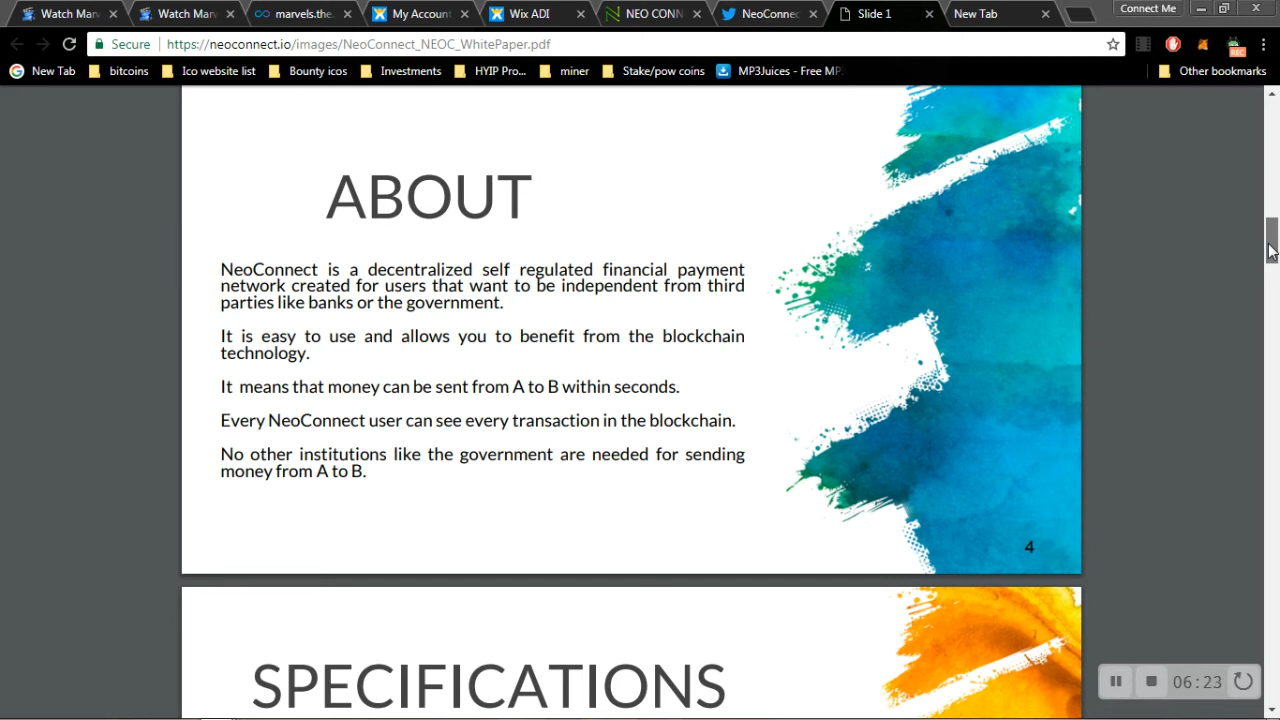 Watch Mar
Watch Mar
marvels.the.
My Account
Wix ADI
NEO CONN
NeoConnec
Slide 1
New Tab
Connect Me
Secure
https://neoconnect.io/images/NeoConnect_NEOC_WhitePaper.pdf
REC
New Tab
bitcoins
Ico website list
Bounty icos
Investments
HYIP Pro...
miner
Stake/pow coins
MP3Juices - Free MP
Other bookmarks
ABOUT
NeoConnect is a decentralized self regulated financial payment
network created for users that want to be independent from third
parties like banks or the government.
It is easy to use and allows you to benefit from the blockchain
technology.
It means that money can be sent from A to B within seconds.
Every NeoConnect user can see every transaction in the blockchain.
No other institutions like the government are needed for sending
money from A to B.
4
SPECIFICATIONS
06:23